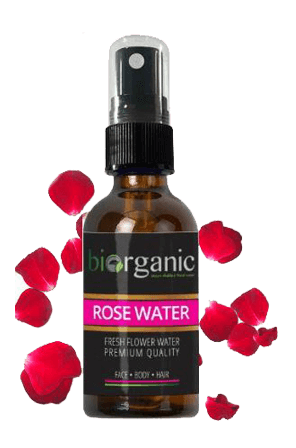 biorganic
ROSE WATER
FRESH FLOWER WATER
PREMIUM QUALITY
FACE • BODY • HAIR